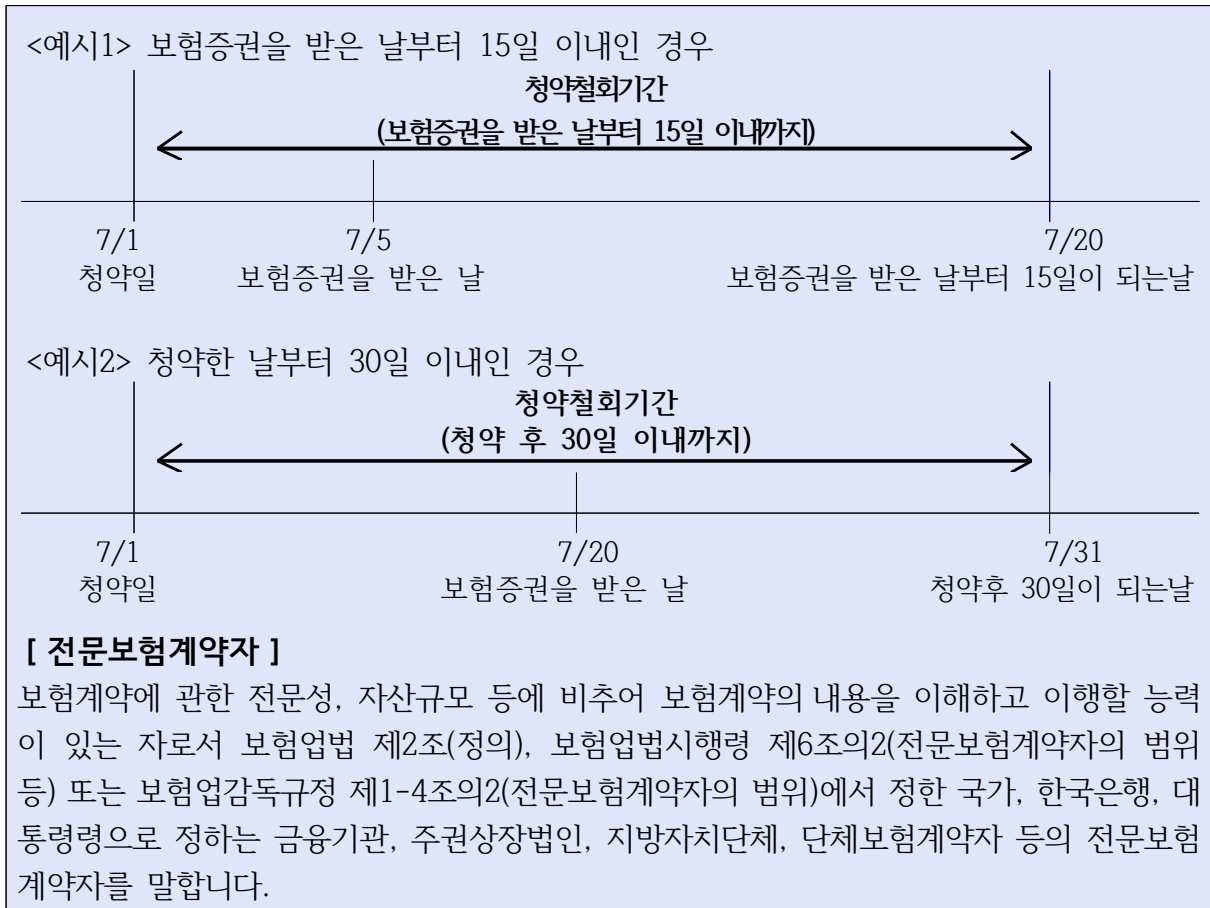 <예시1> 보험증권을 받은 날부터 15일 이내인 경우
청약철회기간
(보험증권을 받은 날부터 15일 이내까지)
7/1 7/5 7/20
청약일 보험증권을 받은 날 보험증권을 받은 날부터 15일이 되는날
<예시2> 청약한 날부터 30일 이내인 경우
청약철회기간
(청약 후 30일 이내까지)
7/1 7/20 7/31
청약일 보험증권을 받은 날 청약후 30일이 되는날
[ 전문보험계약자 ]
보험계약에 관한 전문성, 자산규모 등에 비추어 보험계약의 내용을 이해하고 이행할 능력
이 있는 자로서 보험업법 제2조(정의), 보험업법시행령 제6조의2(전문보험계약자의 범위
등) 또는 보험업감독규정 제1-4조의2(전문보험계약자의 범위)에서 정한 국가, 한국은행, 대
통령령으로 정하는 금융기관, 주권상장법인, 지방자치단체, 단체보험계약자 등의 전문보험
계약자를 말합니다.